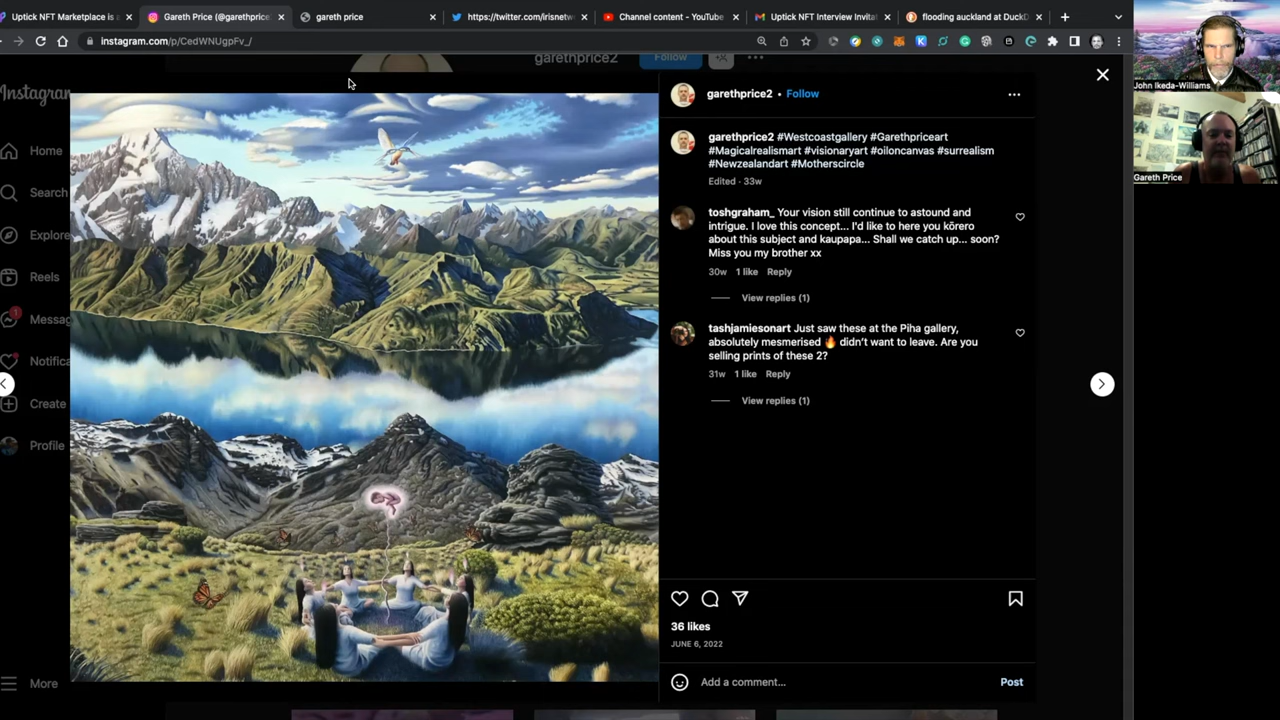 Uptick NFT Marketplace is a
Gareth Price (@garethprice
gareth price
https://twitter.com/irisnetw
Channel content - YouTube
Uptick NFT Interview Invitat
flooding auckland at DuckD
instagram.com/p/CedWNUgpFv_/
John Ikeda-Williams
Gareth Price
Instagram
Home
Search
Explore
Reels
Messag
1
Notifica
Create
Profile
More
garethprice2
Follow
garethprice2 • Follow
garethprice2 #Westcoastgallery #Garethpriceart
#Magicalrealismart #visionaryart #oiloncanvas #surrealism
#Newzealandart #Motherscircle
Edited · 33w
toshgraham_ Your vision still continue to astound and
intrigue. I love this concept... I'd like to here you kōrero
about this subject and kaupapa... Shall we catch up... soon?
Miss you my brother xx
30w 1 like Reply
View replies (1)
tashjamiesonart Just saw these at the Piha gallery,
absolutely mesmerised 🔥 didn't want to leave. Are you
selling prints of these 2?
31w 1 like Reply
View replies (1)
36 likes
JUNE 6, 2022
Add a comment...
Post